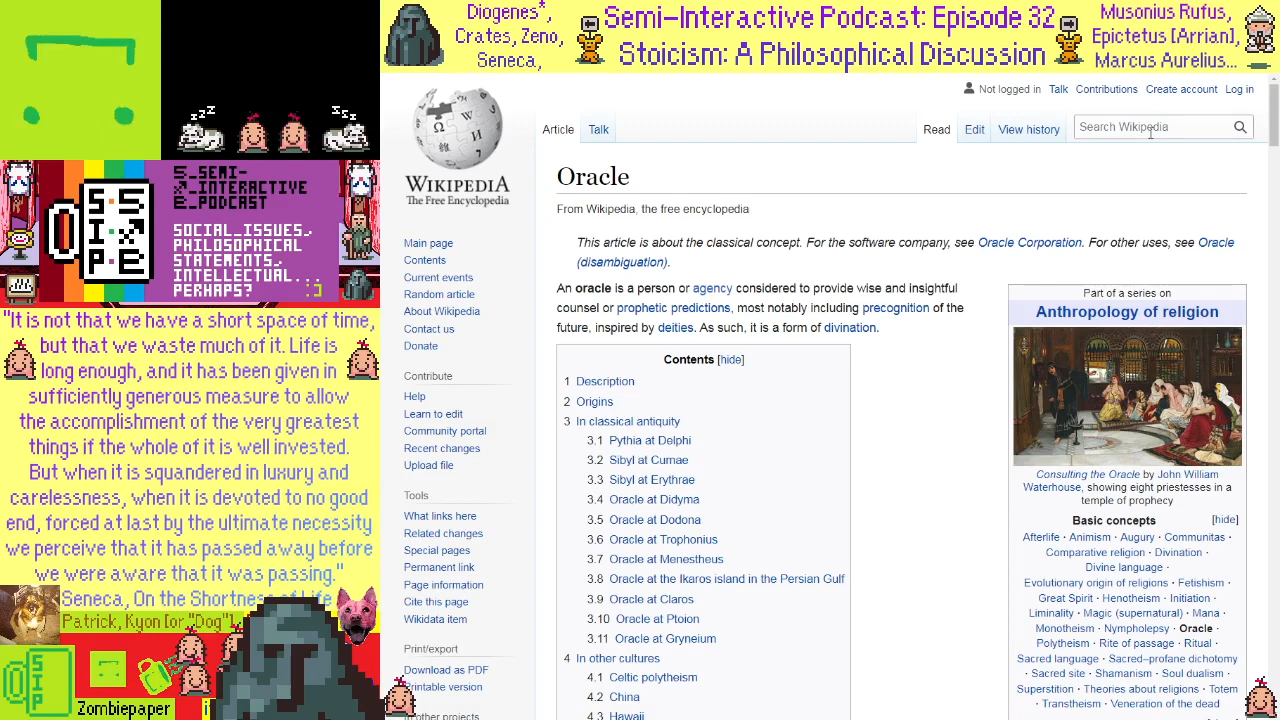 Diogenes*,
Crates, Zeno,
Seneca,
Semi-Interactive Podcast: Episode 32
Stoicism: A Philosophical Discussion
Musonius Rufus,
Epictetus [Arrian],
Marcus Aurelius...
S_SEMI-
_INTERACTIVE
_PODCAST
SOCIAL_ISSUES,
PHILOSOPHICAL
STATEMENTS,
INTELLECTUAL...
PERHAPS? :J
"It is not that we have a short space of time,
but that we waste much of it. Life is
long enough, and it has been given in
sufficiently generous measure to allow
the accomplishment of the very greatest
things if the whole of it is well invested.
But when it is squandered in luxury and
carelessness, when it is devoted to no good
end, forced at last by the ultimate necessity
we perceive that it has passed away before
we were aware that it was passing."
Seneca, On the Shortness of Life
Patrick, Kyon [or "Dog"],
SIP
Zombiepaper
WIKIPEDIA
The Free Encyclopedia
Main page
Contents
Current events
Random article
About Wikipedia
Contact us
Donate
Contribute
Help
Learn to edit
Community portal
Recent changes
Upload file
Tools
What links here
Related changes
Special pages
Permanent link
Page information
Cite this page
Wikidata item
Print/export
Download as PDF
Printable version
In other projects
Not logged in Talk Contributions Create account Log in
Article Talk Read Edit View history Search Wikipedia
Oracle
From Wikipedia, the free encyclopedia
This article is about the classical concept. For the software company, see Oracle Corporation. For other uses, see Oracle
(disambiguation).
An oracle is a person or agency considered to provide wise and insightful
counsel or prophetic predictions, most notably including precognition of the
future, inspired by deities. As such, it is a form of divination.
Contents [hide]
1 Description
2 Origins
3 In classical antiquity
3.1 Pythia at Delphi
3.2 Sibyl at Cumae
3.3 Sibyl at Erythrae
3.4 Oracle at Didyma
3.5 Oracle at Dodona
3.6 Oracle at Trophonius
3.7 Oracle at Menestheus
3.8 Oracle at the Ikaros island in the Persian Gulf
3.9 Oracle at Claros
3.10 Oracle at Ptoion
3.11 Oracle at Gryneium
4 In other cultures
4.1 Celtic polytheism
4.2 China
4.3 Hawaii
Part of a series on
Anthropology of religion
Consulting the Oracle by John William
Waterhouse, showing eight priestesses in a
temple of prophecy
Basic concepts [hide]
Afterlife · Animism · Augury · Communitas ·
Comparative religion · Divination ·
Divine language ·
Evolutionary origin of religions · Fetishism ·
Great Spirit · Henotheism · Initiation ·
Liminality · Magic (supernatural) · Mana ·
Monotheism · Nympholepsy · Oracle ·
Polytheism · Rite of passage · Ritual ·
Sacred language · Sacred–profane dichotomy
Sacred site · Shamanism · Soul dualism ·
Superstition · Theories about religions · Totem
· Transtheism · Veneration of the dead